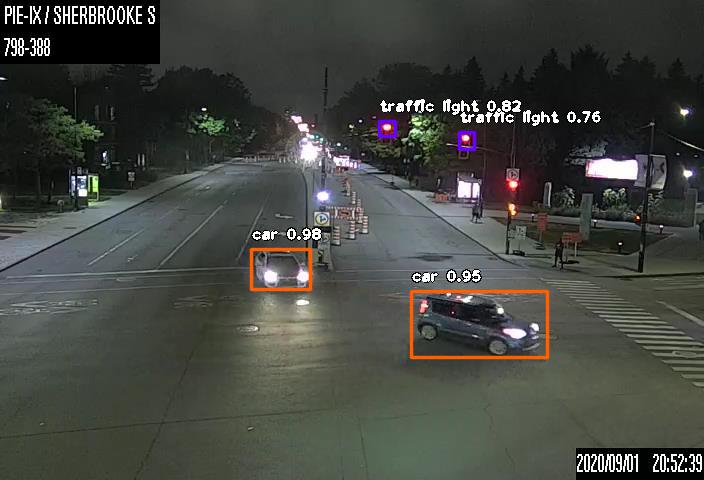 PIE-IX / SHERBROOKE S
798-388
traffic light 0.82
traffic light 0.76
car 0.98
car 0.95
2020/09/01 20:52:39